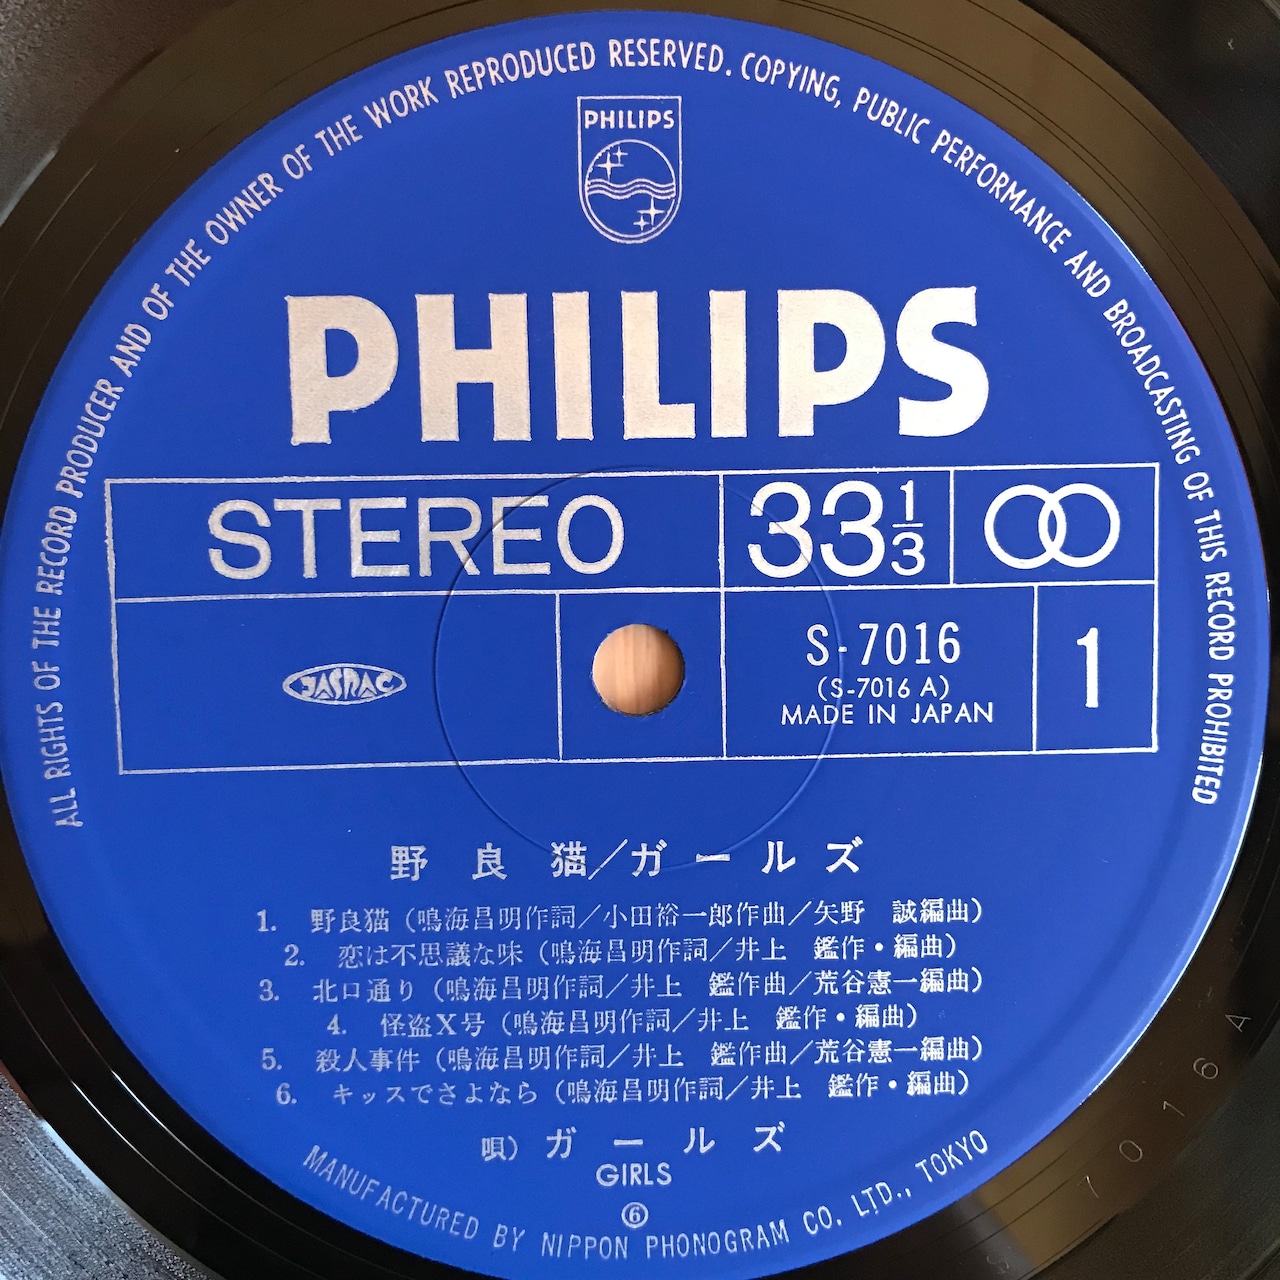 ALL RIGHTS OF THE RECORD PRODUCER AND OF THE OWNER OF THE WORK REPRODUCED RESERVED. COPYING, PUBLIC PERFORMANCE AND BROADCASTING OF THIS RECORD PROHIBITED
PHILIPS
PHILIPS
STEREO 33 1/3
JASRAC
S-7016
(S-7016 A)
MADE IN JAPAN
1
野良猫/ガールズ
1. 野良猫(鳴海昌明作詞/小田裕一郎作曲/矢野 誠編曲)
2. 恋は不思議な味(鳴海昌明作詞/井上 鑑作・編曲)
3. 北口通り(鳴海昌明作詞/井上 鑑作曲/荒谷憲一編曲)
4. 怪盗X号(鳴海昌明作詞/井上 鑑作・編曲)
5. 殺人事件(鳴海昌明作詞/井上 鑑作曲/荒谷憲一編曲)
6. キッスでさよなら(鳴海昌明作詞/井上 鑑作・編曲)
唄) ガールズ
GIRLS
⑥
MANUFACTURED BY NIPPON PHONOGRAM CO. LTD., TOKYO
S 7016 A